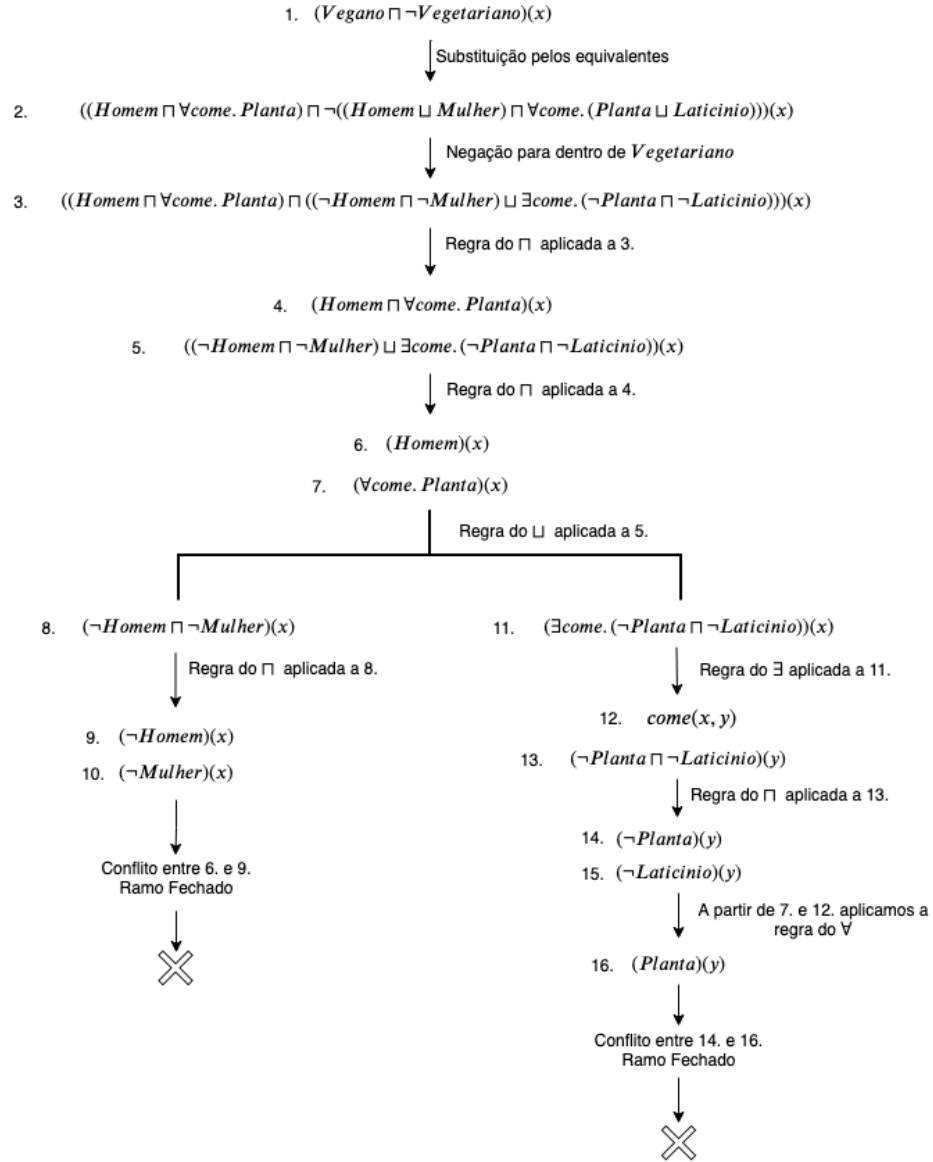 1. (Vegano ⊓ ¬Vegetariano)(x)
Substituição pelos equivalentes
2. ((Homem ⊓ ∀come. Planta) ⊓ ¬((Homem ⊔ Mulher) ⊓ ∀come. (Planta ⊔ Laticinio)))(x)
Negação para dentro de Vegetariano
3. ((Homem ⊓ ∀come. Planta) ⊓ ((¬Homem ⊓ ¬Mulher) ⊔ ∃come. (¬Planta ⊓ ¬Laticinio)))(x)
Regra do ⊓ aplicada a 3.
4. (Homem ⊓ ∀come. Planta)(x)
5. ((¬Homem ⊓ ¬Mulher) ⊔ ∃come. (¬Planta ⊓ ¬Laticinio))(x)
Regra do ⊓ aplicada a 4.
6. (Homem)(x)
7. (∀come. Planta)(x)
Regra do ⊔ aplicada a 5.
8. (¬Homem ⊓ ¬Mulher)(x)
Regra do ⊓ aplicada a 8.
9. (¬Homem)(x)
10. (¬Mulher)(x)
Conflito entre 6. e 9.
Ramo Fechado
11. (∃come. (¬Planta ⊓ ¬Laticinio))(x)
Regra do ∃ aplicada a 11.
12. come(x, y)
13. (¬Planta ⊓ ¬Laticinio)(y)
Regra do ⊓ aplicada a 13.
14. (¬Planta)(y)
15. (¬Laticinio)(y)
A partir de 7. e 12. aplicamos a
regra do ∀
16. (Planta)(y)
Conflito entre 14. e 16.
Ramo Fechado